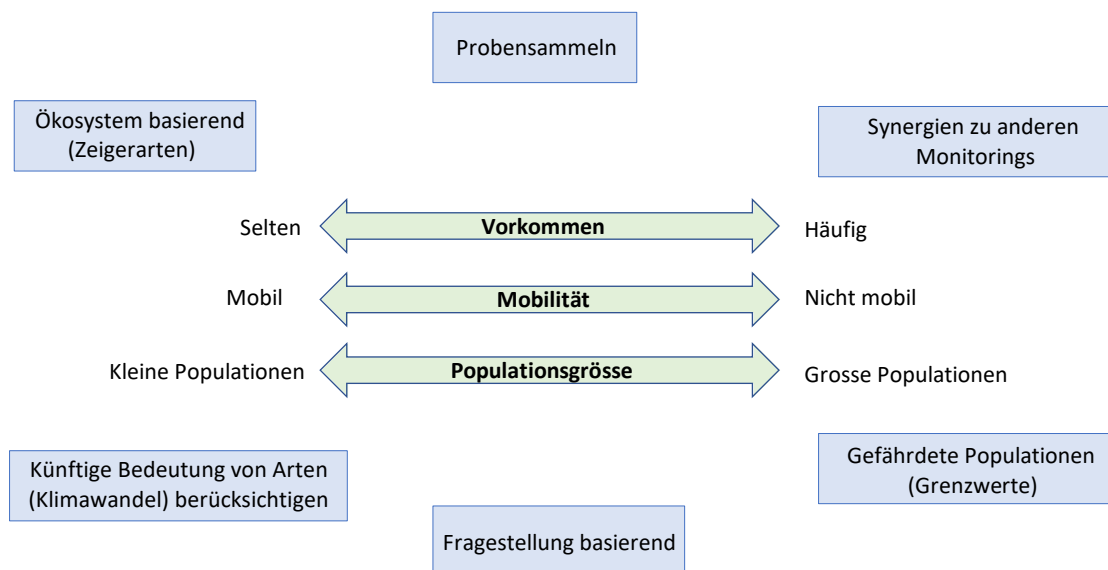 Probensammeln
Ökosystem basierend
(Zeigerarten)
Synergien zu anderen
Monitorings
Selten
Vorkommen
Häufig
Mobil
Mobilität
Nicht mobil
Kleine Populationen
Populationsgrösse
Grosse Populationen
Künftige Bedeutung von Arten
(Klimawandel) berücksichtigen
Gefährdete Populationen
(Grenzwerte)
Fragestellung basierend